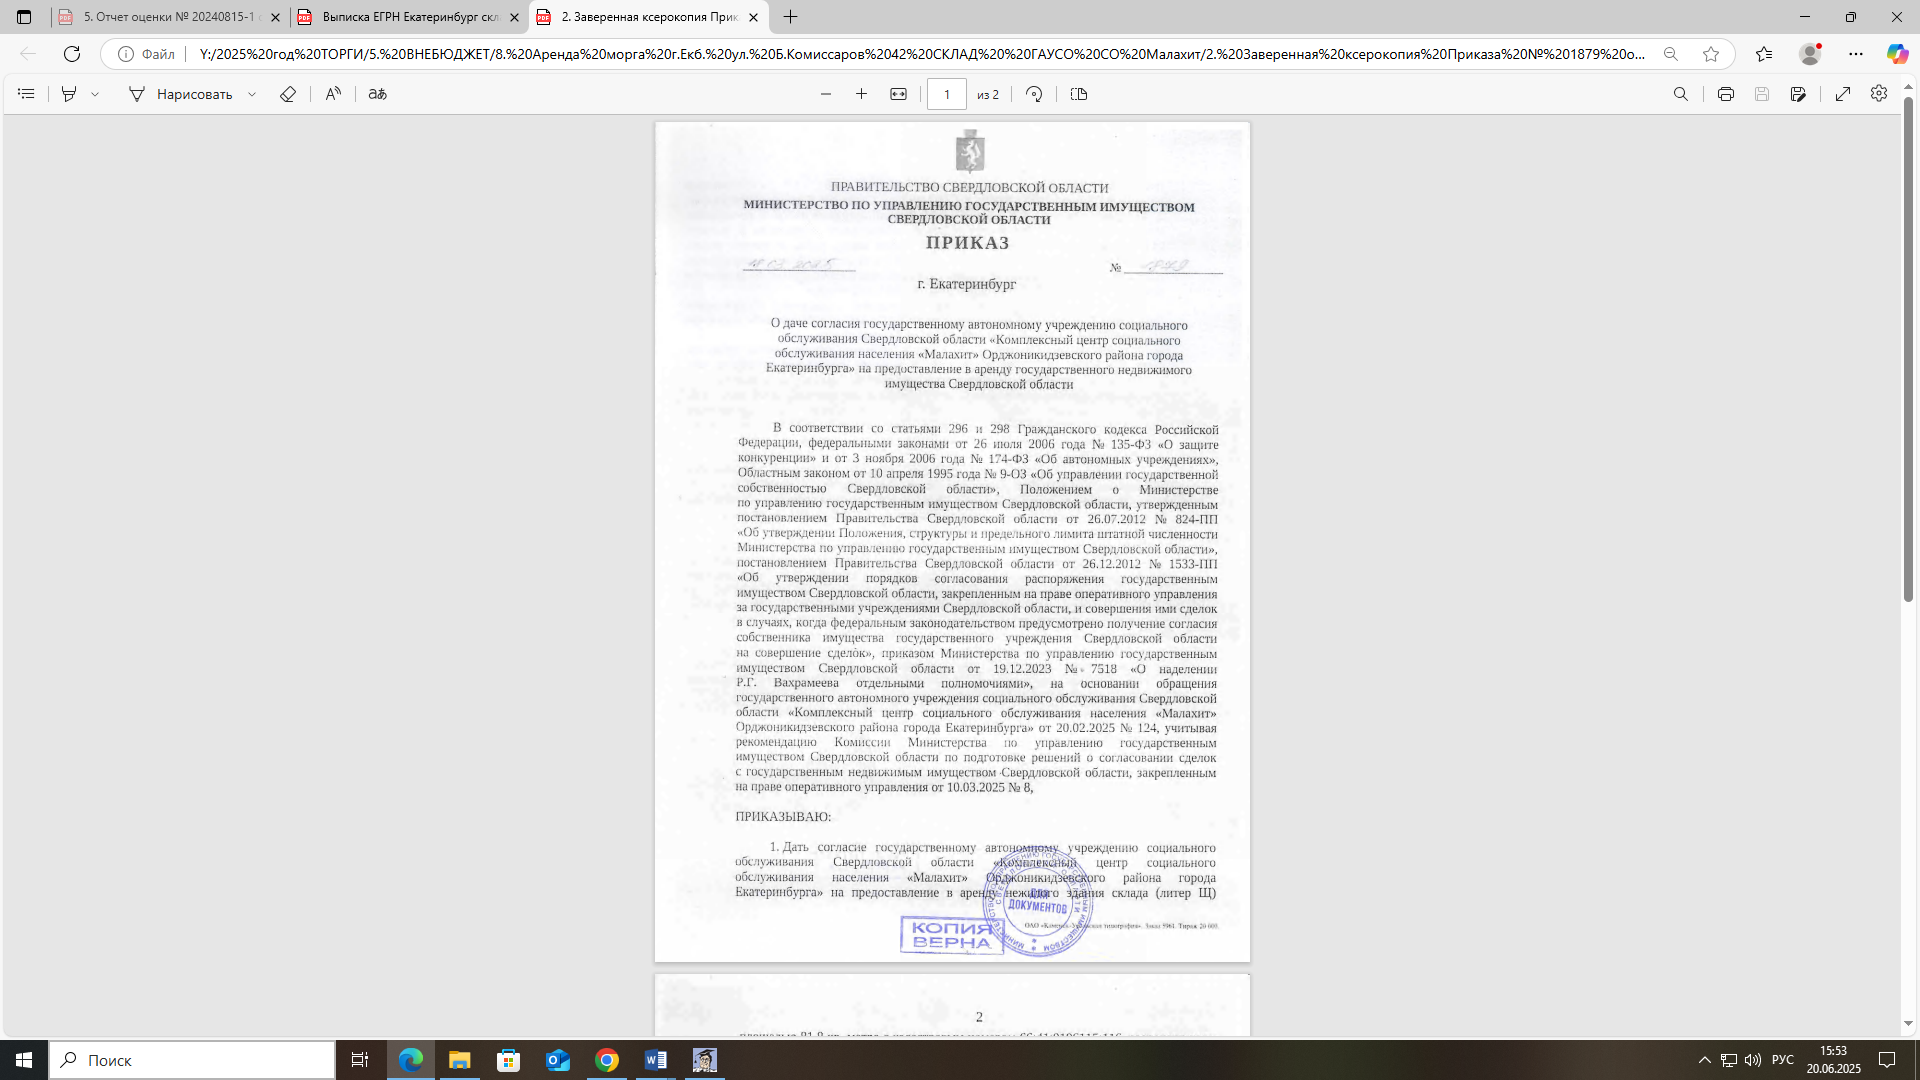 5. Отчет оценки № 20240815-1
Выписка ЕГРН Екатеринбург скл
2. Заверенная ксерокопия Прик
Файл
Y:/2025%20год%20ТОРГИ/5.%20ВНЕБЮДЖЕТ/8.%20Аренда%20морга%20г.Екб.%20ул.%20Б.Комиссаров%2042%20СКЛАД%20%20ГАУСО%20СО%20Малахит/2.%20Заверенная%20ксерокопия%20Приказа%20№%201879%20о...
Нарисовать
1 из 2
ПРАВИТЕЛЬСТВО СВЕРДЛОВСКОЙ ОБЛАСТИ
МИНИСТЕРСТВО ПО УПРАВЛЕНИЮ ГОСУДАРСТВЕННЫМ ИМУЩЕСТВОМ
СВЕРДЛОВСКОЙ ОБЛАСТИ
ПРИКАЗ
18.03.2025 № 1879
г. Екатеринбург
О даче согласия государственному автономному учреждению социального
обслуживания Свердловской области «Комплексный центр социального
обслуживания населения «Малахит» Орджоникидзевского района города
Екатеринбурга» на предоставление в аренду государственного недвижимого
имущества Свердловской области
В соответствии со статьями 296 и 298 Гражданского кодекса Российской
Федерации, федеральными законами от 26 июля 2006 года № 135-ФЗ «О защите
конкуренции» и от 3 ноября 2006 года № 174-ФЗ «Об автономных учреждениях»,
Областным законом от 10 апреля 1995 года № 9-ОЗ «Об управлении государственной
собственностью Свердловской области», Положением о Министерстве
по управлению государственным имуществом Свердловской области, утвержденным
постановлением Правительства Свердловской области от 26.07.2012 № 824-ПП
«Об утверждении Положения, структуры и предельного лимита штатной численности
Министерства по управлению государственным имуществом Свердловской области»,
постановлением Правительства Свердловской области от 26.12.2012 № 1533-ПП
«Об утверждении порядков согласования распоряжения государственным
имуществом Свердловской области, закрепленным на праве оперативного управления
за государственными учреждениями Свердловской области, и совершения ими сделок
в случаях, когда федеральным законодательством предусмотрено получение согласия
собственника имущества государственного учреждения Свердловской области
на совершение сделок», приказом Министерства по управлению государственным
имуществом Свердловской области от 19.12.2023 № 7518 «О наделении
Р.Г. Вахрамеева отдельными полномочиями», на основании обращения
государственного автономного учреждения социального обслуживания Свердловской
области «Комплексный центр социального обслуживания населения «Малахит»
Орджоникидзевского района города Екатеринбурга» от 20.02.2025 № 124, учитывая
рекомендацию Комиссии Министерства по управлению государственным
имуществом Свердловской области по подготовке решений о согласовании сделок
с государственным недвижимым имуществом Свердловской области, закрепленным
на праве оперативного управления от 10.03.2025 № 8,
ПРИКАЗЫВАЮ:
1. Дать согласие государственному автономному учреждению социального
обслуживания Свердловской области «Комплексный центр социального
обслуживания населения «Малахит» Орджоникидзевского района города
Екатеринбурга» на предоставление в аренду нежилого здания склада (литер Щ)
ДЛЯ
ДОКУМЕНТОВ
КОПИЯ
ВЕРНА
2
Поиск
РУС
15:53
20.06.2025